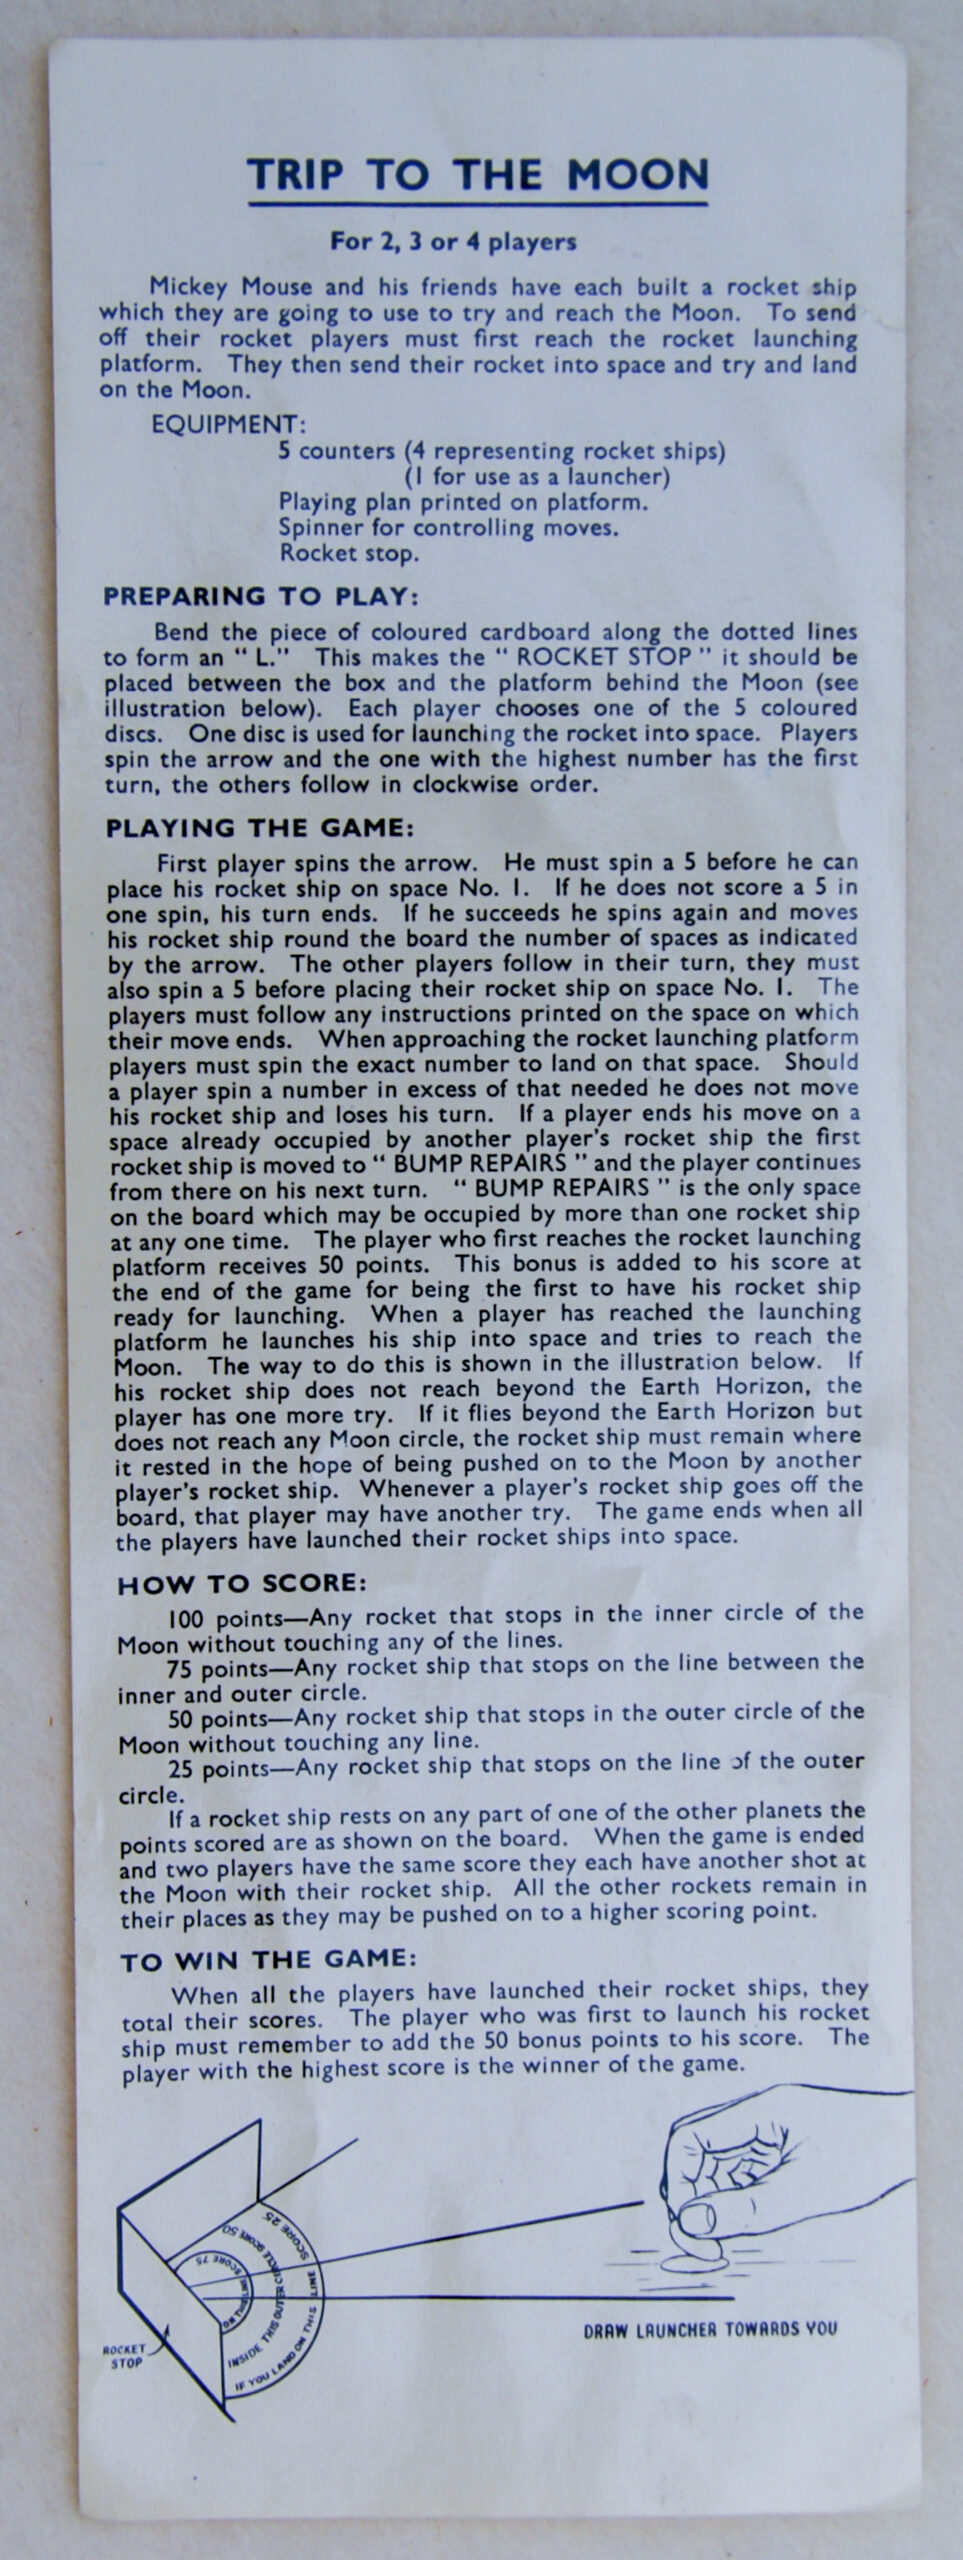 TRIP TO THE MOON
For 2, 3 or 4 players
Mickey Mouse and his friends have each built a rocket ship
which they are going to use to try and reach the Moon. To send
off their rocket players must first reach the rocket launching
platform. They then send their rocket into space and try and land
on the Moon.
EQUIPMENT:
5 counters (4 representing rocket ships)
(1 for use as a launcher)
Playing plan printed on platform.
Spinner for controlling moves.
Rocket stop.
PREPARING TO PLAY:
Bend the piece of coloured cardboard along the dotted lines
to form an “ L.” This makes the “ ROCKET STOP ” it should be
placed between the box and the platform behind the Moon (see
illustration below). Each player chooses one of the 5 coloured
discs. One disc is used for launching the rocket into space. Players
spin the arrow and the one with the highest number has the first
turn, the others follow in clockwise order.
PLAYING THE GAME:
First player spins the arrow. He must spin a 5 before he can
place his rocket ship on space No. 1. If he does not score a 5 in
one spin, his turn ends. If he succeeds he spins again and moves
his rocket ship round the board the number of spaces as indicated
by the arrow. The other players follow in their turn, they must
also spin a 5 before placing their rocket ship on space No. 1. The
players must follow any instructions printed on the space on which
their move ends. When approaching the rocket launching platform
players must spin the exact number to land on that space. Should
a player spin a number in excess of that needed he does not move
his rocket ship and loses his turn. If a player ends his move on a
space already occupied by another player's rocket ship the first
rocket ship is moved to “ BUMP REPAIRS ” and the player continues
from there on his next turn. “ BUMP REPAIRS ” is the only space
on the board which may be occupied by more than one rocket ship
at any one time. The player who first reaches the rocket launching
platform receives 50 points. This bonus is added to his score at
the end of the game for being the first to have his rocket ship
ready for launching. When a player has reached the launching
platform he launches his ship into space and tries to reach the
Moon. The way to do this is shown in the illustration below. If
his rocket ship does not reach beyond the Earth Horizon, the
player has one more try. If it flies beyond the Earth Horizon but
does not reach any Moon circle, the rocket ship must remain where
it rested in the hope of being pushed on to the Moon by another
player's rocket ship. Whenever a player's rocket ship goes off the
board, that player may have another try. The game ends when all
the players have launched their rocket ships into space.
HOW TO SCORE:
100 points—Any rocket that stops in the inner circle of the
Moon without touching any of the lines.
75 points—Any rocket ship that stops on the line between the
inner and outer circle.
50 points—Any rocket ship that stops in the outer circle of the
Moon without touching any line.
25 points—Any rocket ship that stops on the line of the outer
circle.
If a rocket ship rests on any part of one of the other planets the
points scored are as shown on the board. When the game is ended
and two players have the same score they each have another shot at
the Moon with their rocket ship. All the other rockets remain in
their places as they may be pushed on to a higher scoring point.
TO WIN THE GAME:
When all the players have launched their rocket ships, they
total their scores. The player who was first to launch his rocket
ship must remember to add the 50 bonus points to his score. The
player with the highest score is the winner of the game.
ON THIS LINE SCORE 75
INSIDE THIS OUTER CIRCLE SCORE 50
IF YOU LAND ON THIS LINE SCORE 25
ROCKET
STOP
DRAW LAUNCHER TOWARDS YOU